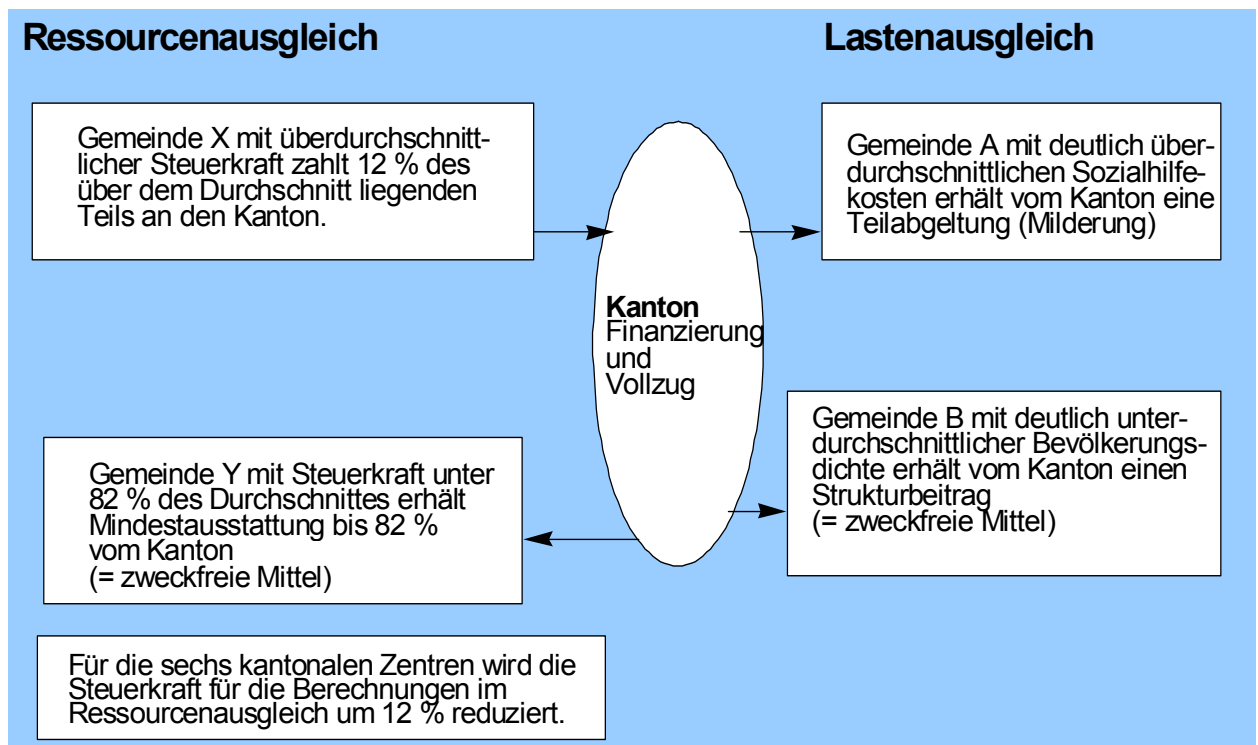 Ressourcenausgleich
Gemeinde X mit überdurchschnitt-
licher Steuerkraft zahlt 12 % des
über dem Durchschnitt liegenden
Teils an den Kanton.
Gemeinde Y mit Steuerkraft unter
82 % des Durchschnittes erhält
Mindestausstattung bis 82 %
vom Kanton
(= zweckfreie Mittel)
Für die sechs kantonalen Zentren wird die
Steuerkraft für die Berechnungen im
Ressourcenausgleich um 12 % reduziert.
Kanton
Finanzierung
und
Vollzug
Lastenausgleich
Gemeinde A mit deutlich über-
durchschnittlichen Sozialhilfe-
kosten erhält vom Kanton eine
Teilabgeltung (Milderung)
Gemeinde B mit deutlich unter-
durchschnittlicher Bevölkerungs-
dichte erhält vom Kanton einen
Strukturbeitrag
(= zweckfreie Mittel)